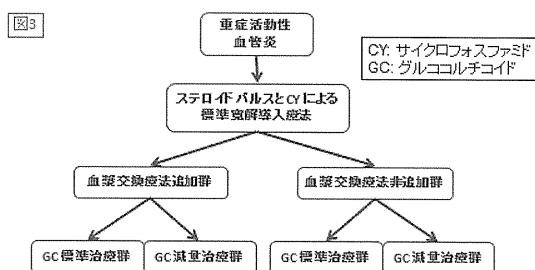 図3
重症活動性
血管炎
CY: サイクロフォスファミド
GC: グルココルチコイド
ステロイドパルスとCYによる
標準寛解導入療法
血漿交換療法追加群
血漿交換療法非追加群
GC標準治療群
GC減量治療群
GC標準治療群
GC減量治療群